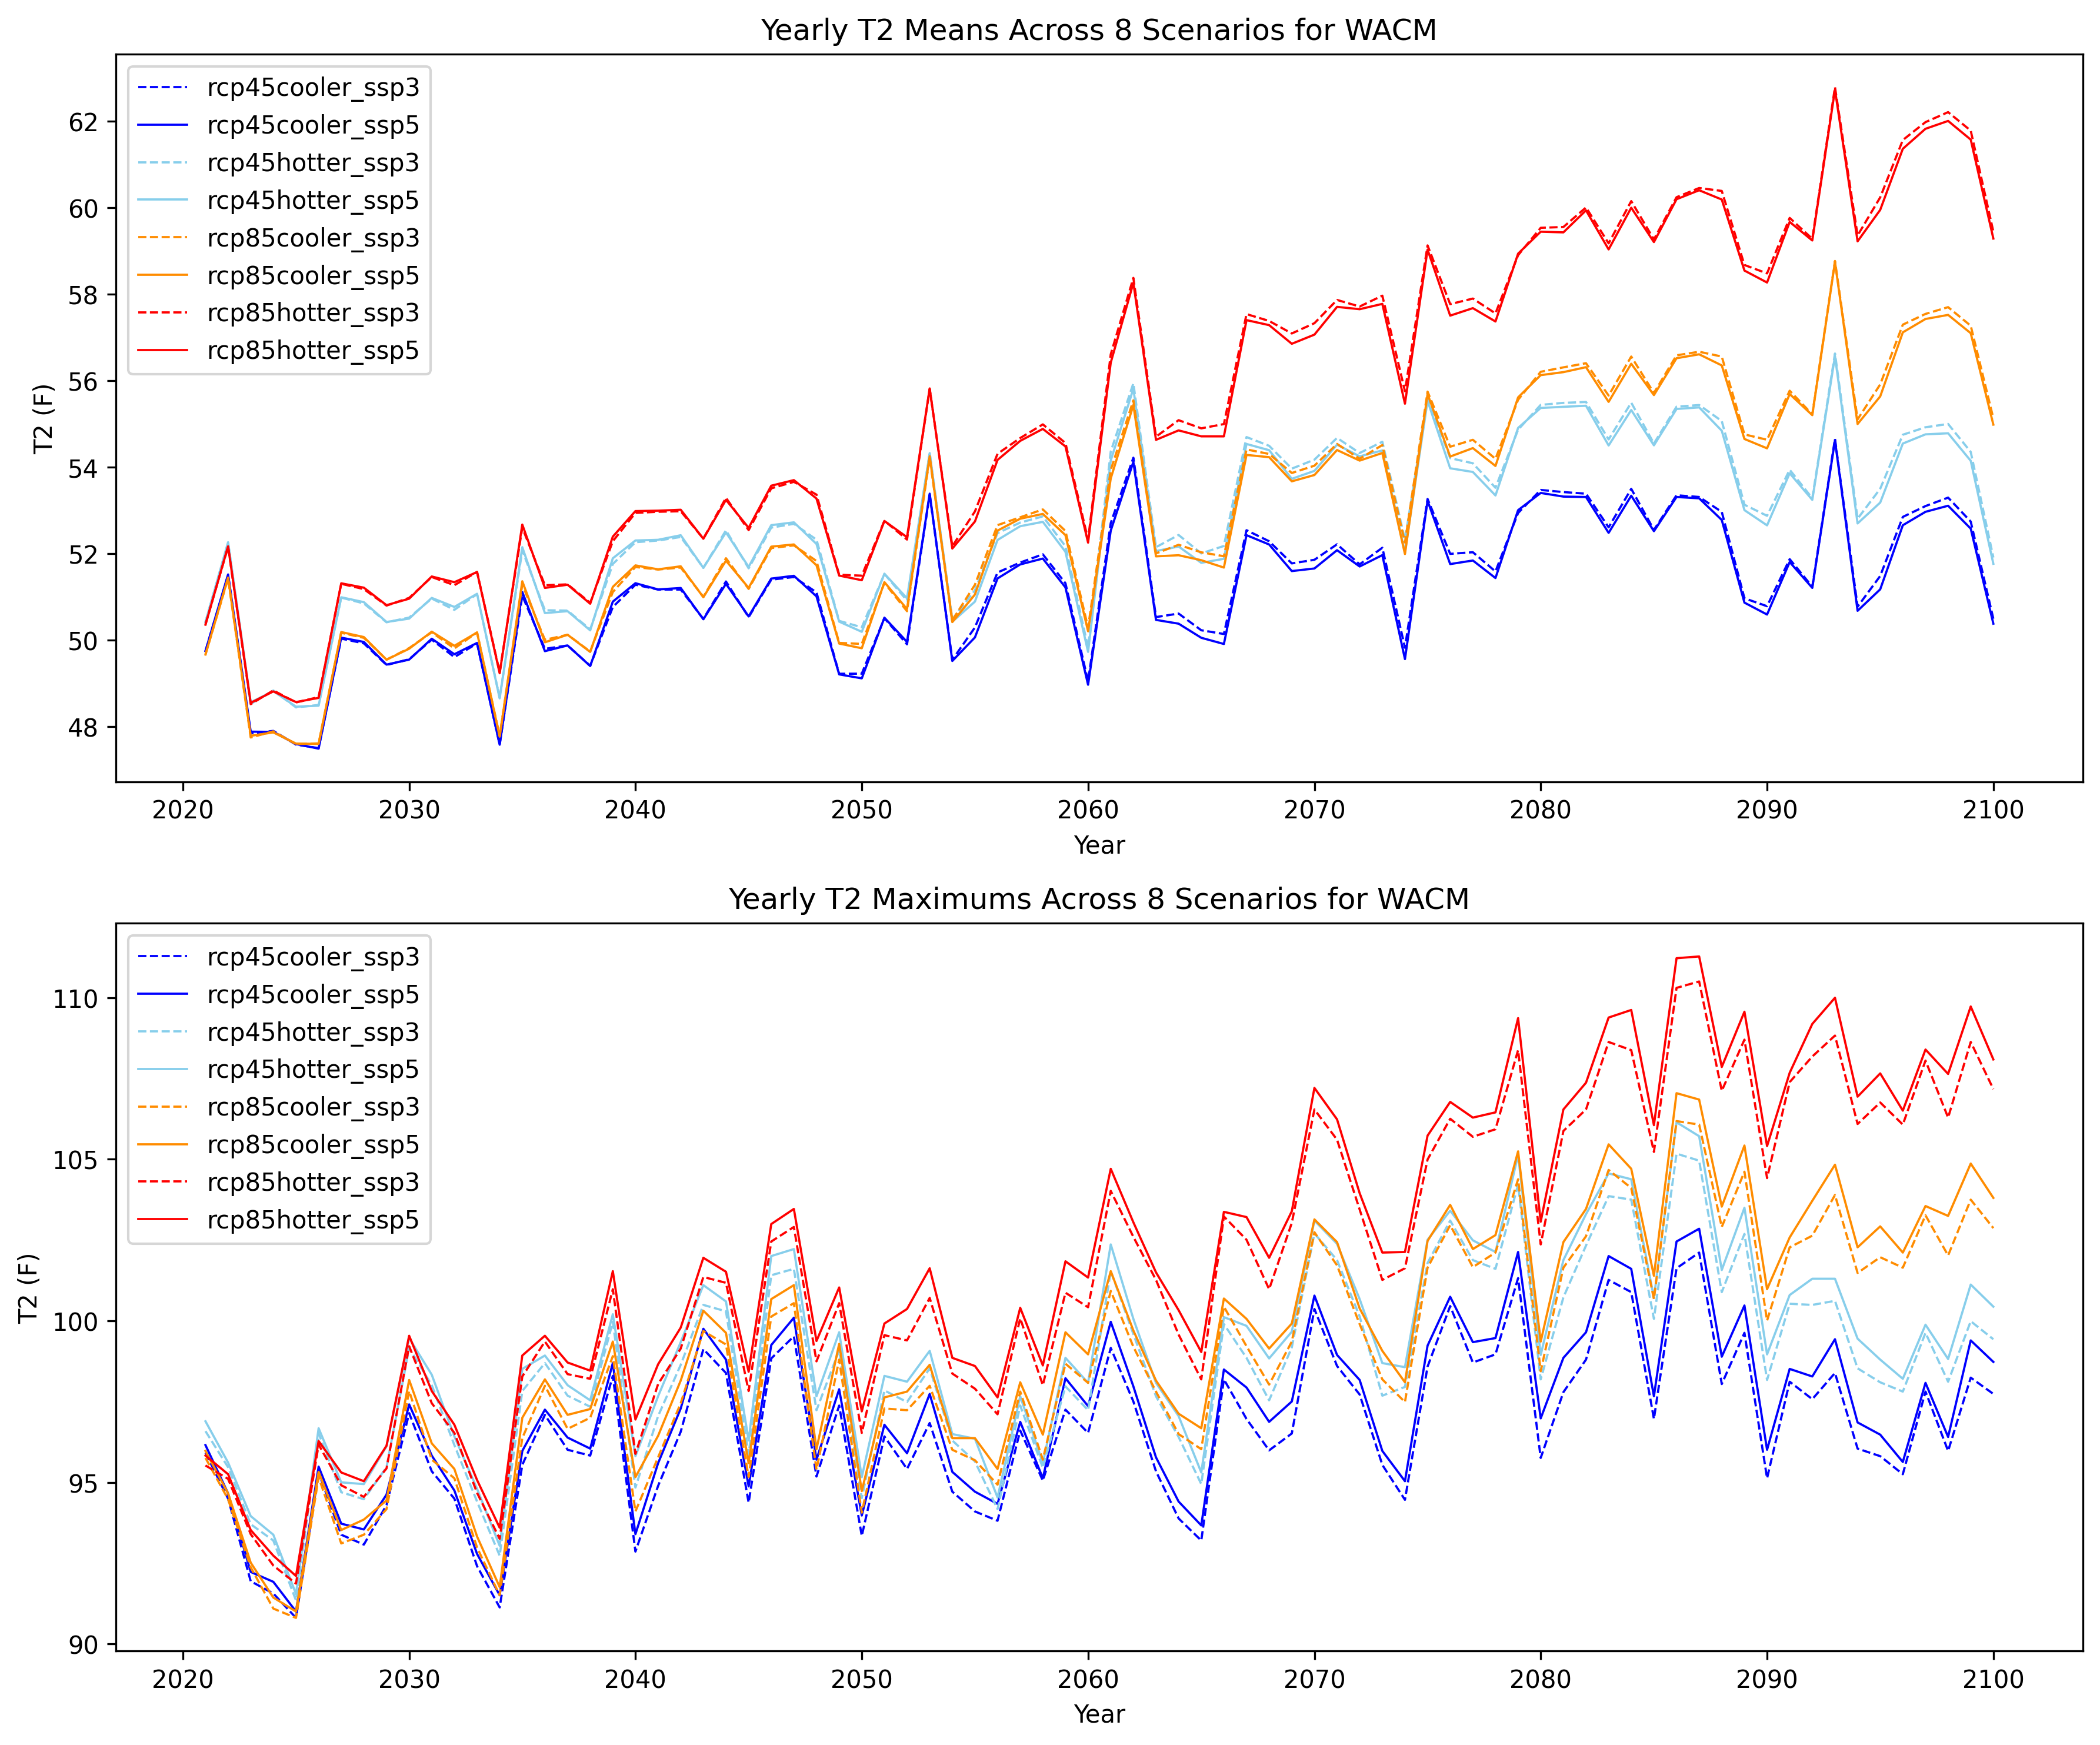 Yearly T2 Means Across 8 Scenarios for WACM
rcp45cooler_ssp3
rcp45cooler_ssp5
rcp45hotter_ssp3
rcp45hotter_ssp5
rcp85cooler_ssp3
rcp85cooler_ssp5
rcp85hotter_ssp3
rcp85hotter_ssp5
T2 (F)
62
60
58
56
54
52
50
48
2020 2030 2040 2050 2060 2070 2080 2090 2100
Year
Yearly T2 Maximums Across 8 Scenarios for WACM
rcp45cooler_ssp3
rcp45cooler_ssp5
rcp45hotter_ssp3
rcp45hotter_ssp5
rcp85cooler_ssp3
rcp85cooler_ssp5
rcp85hotter_ssp3
rcp85hotter_ssp5
T2 (F)
110
105
100
95
90
2020 2030 2040 2050 2060 2070 2080 2090 2100
Year